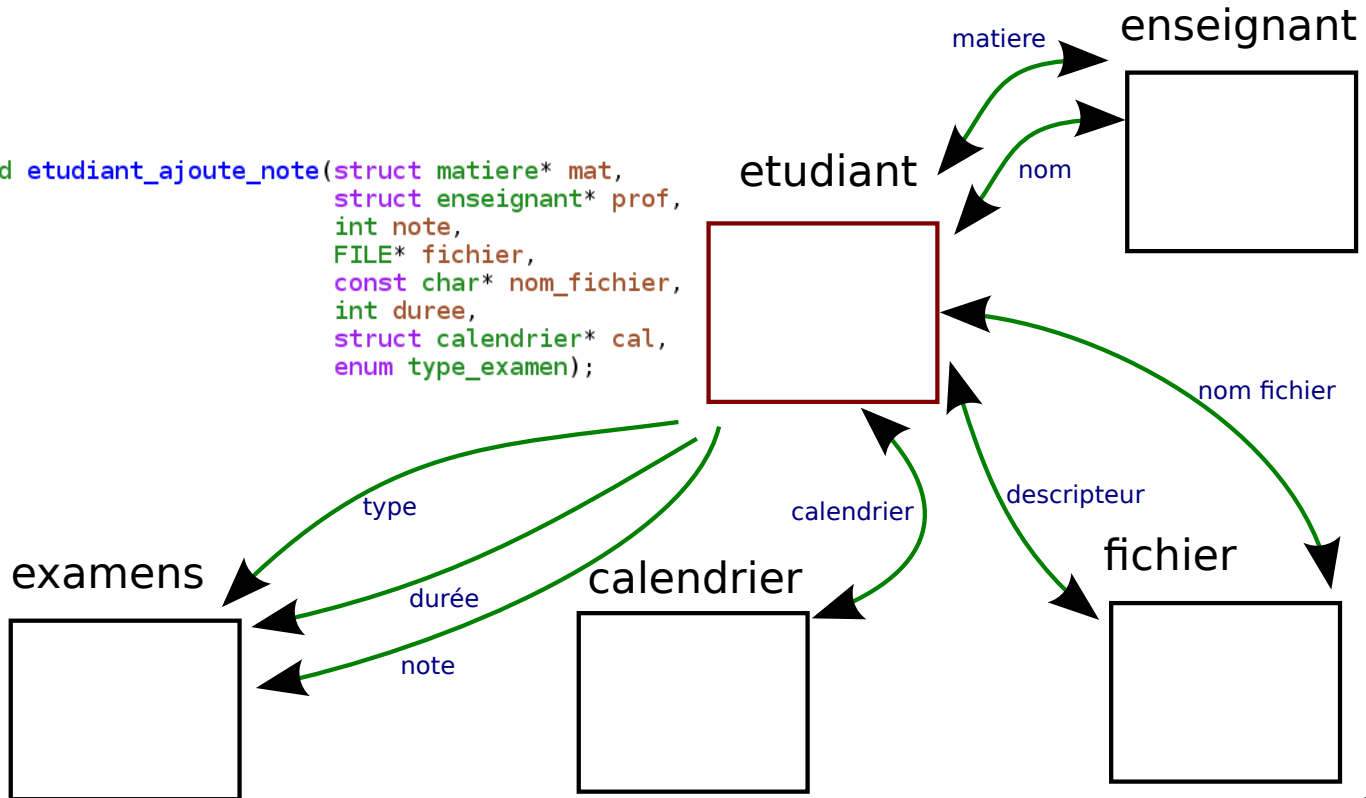 enseignant
matiere
nom
etudiant
d etudiant_ajoute_note(struct matiere* mat,
struct enseignant* prof,
int note,
FILE* fichier,
const char* nom_fichier,
int duree,
struct calendrier* cal,
enum type_examen);
nom fichier
type
calendrier
descripteur
examens
durée
calendrier
fichier
note